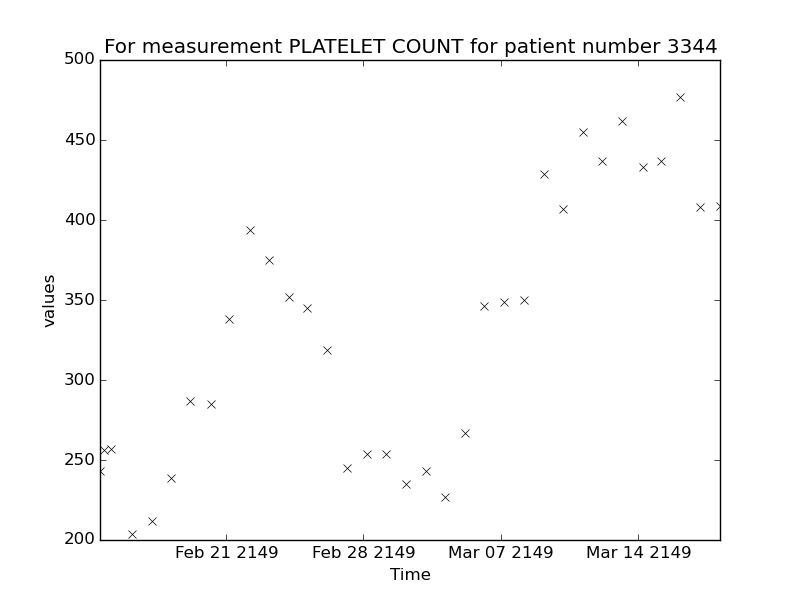 For measurement PLATELET COUNT for patient number 3344
500
450
400
350
300
250
200
values
Feb 21 2149
Feb 28 2149
Mar 07 2149
Mar 14 2149
Time